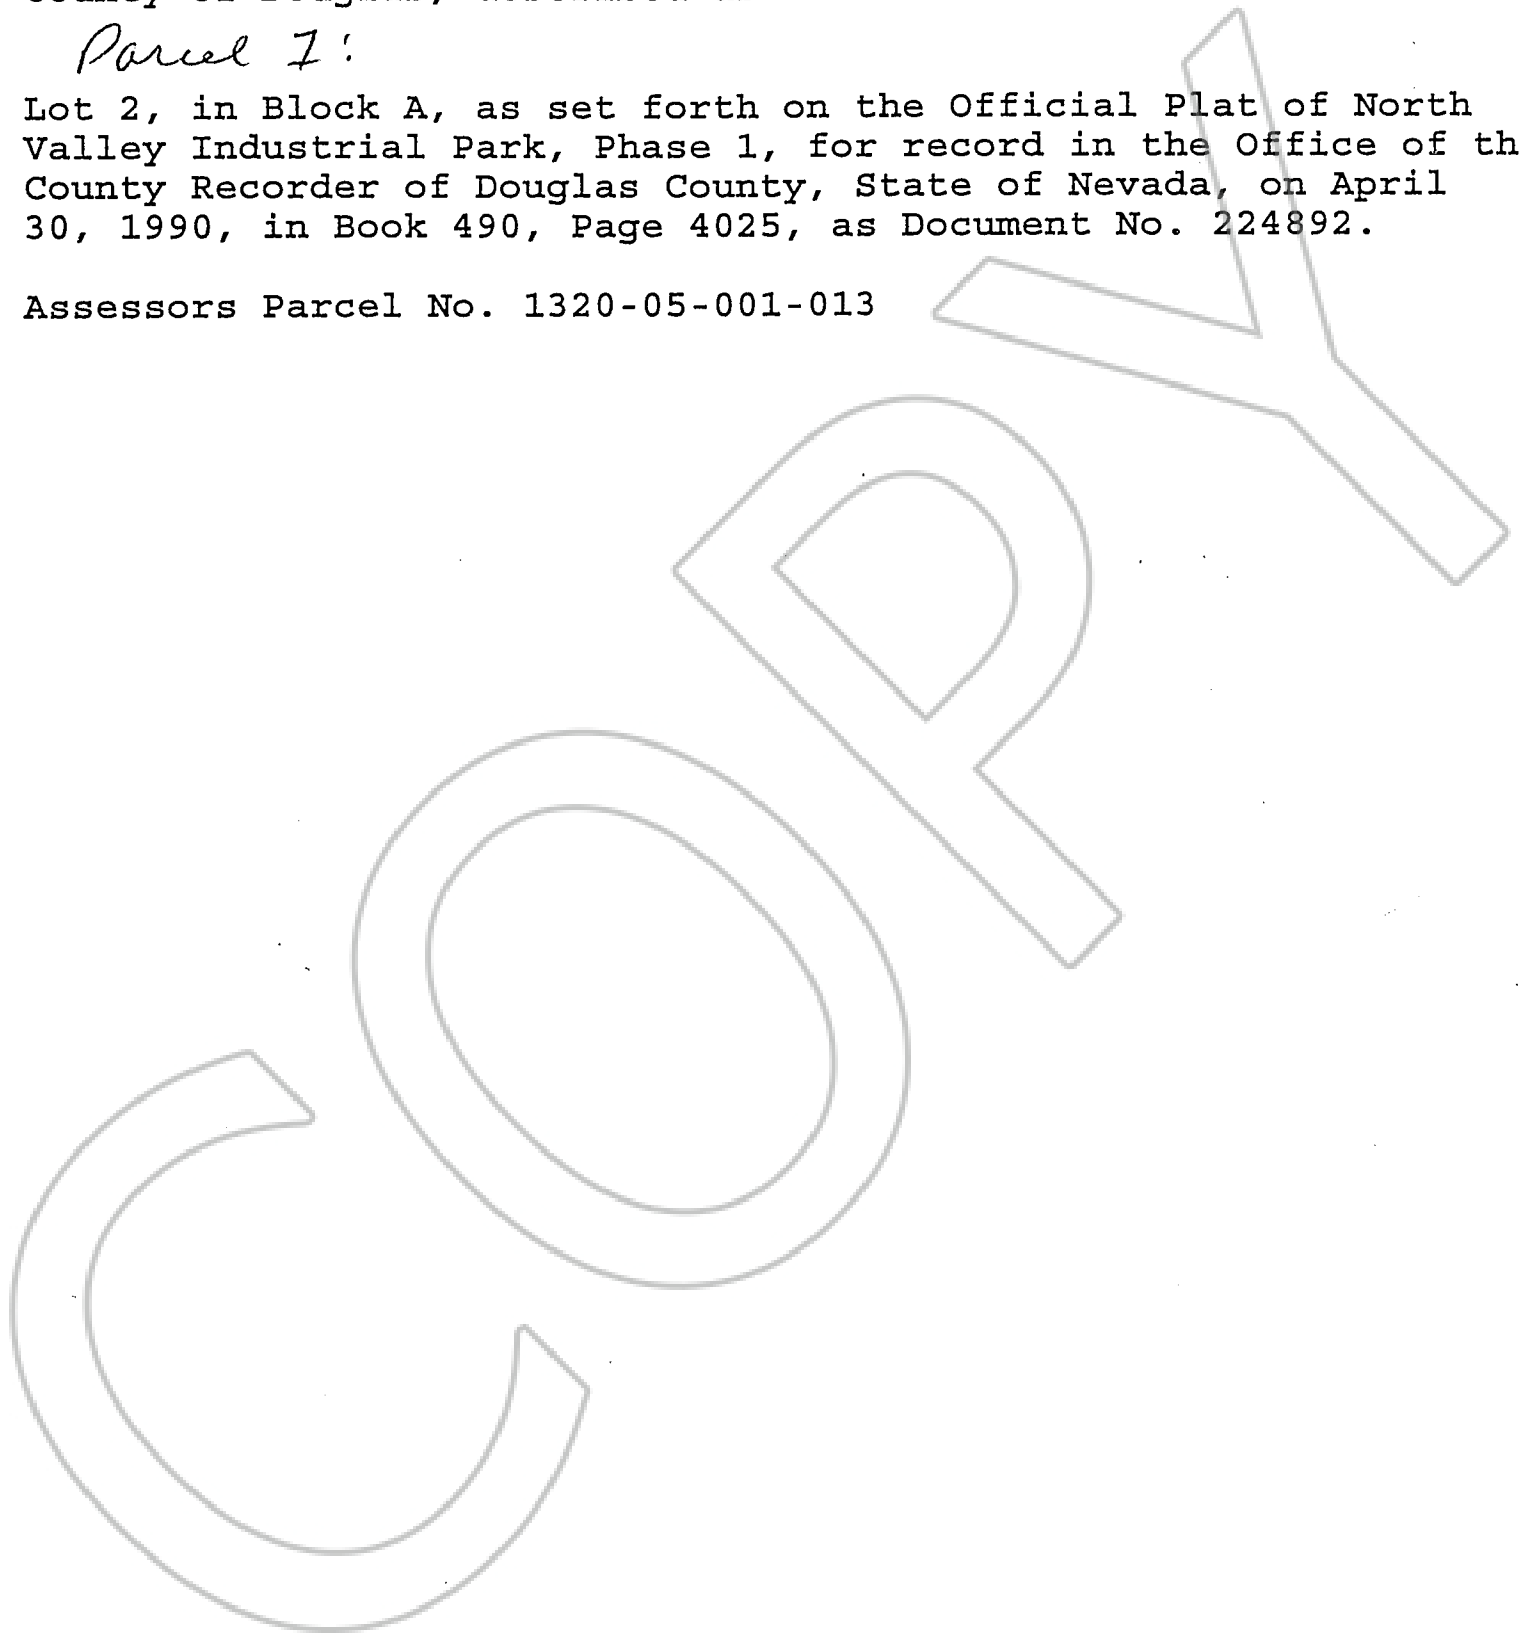 Parcel 1:
Lot 2, in Block A, as set forth on the Official Plat of North
Valley Industrial Park, Phase 1, for record in the Office of th
County Recorder of Douglas County, State of Nevada, on April
30, 1990, in Book 490, Page 4025, as Document No. 224892.
Assessors Parcel No. 1320-05-001-013
COPY